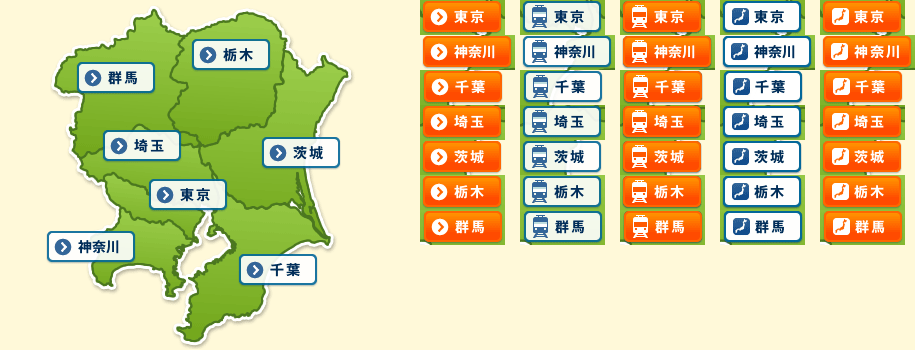 栃木
群馬
埼玉
茨城
東京
神奈川
千葉
東京 東京 東京 東京 東京
神奈川 神奈川 神奈川 神奈川 神奈川
千葉 千葉 千葉 千葉 千葉
埼玉 埼玉 埼玉 埼玉 埼玉
茨城 茨城 茨城 茨城 茨城
栃木 栃木 栃木 栃木 栃木
群馬 群馬 群馬 群馬 群馬